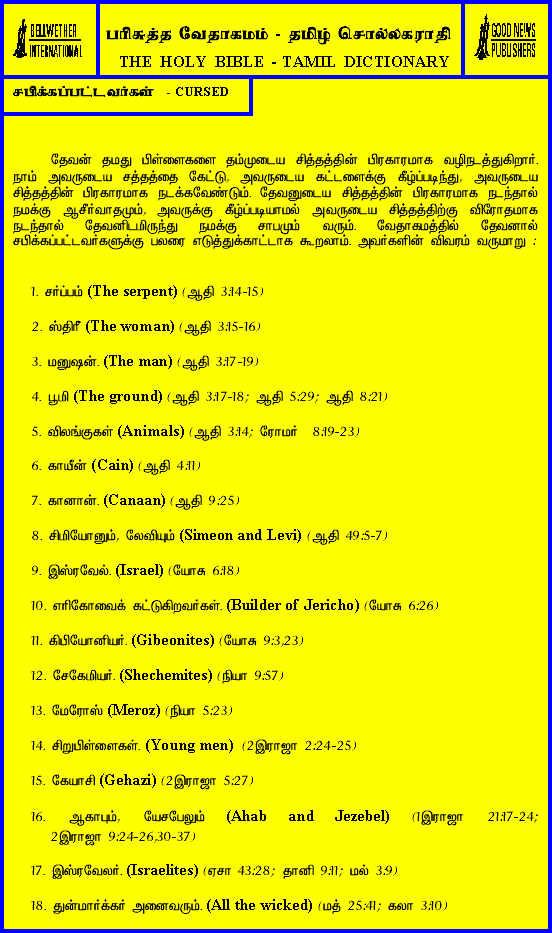 BELLWETHER
INTERNATIONAL
பரிசுத்த வேதாகமம் - தமிழ் சொல்லகராதி
THE HOLY BIBLE - TAMIL DICTIONARY
GOOD NEWS
PUBLISHERS
சபிக்கப்பட்டவர்கள் - CURSED
தேவன் தமது பிள்ளைகளை தம்முடைய சித்தத்தின் பிரகாரமாக வழிநடத்துகிறார்.
நாம் அவருடைய சத்தத்தை கேட்டு, அவருடைய கட்டளைக்கு கீழ்ப்படிந்து, அவருடைய
சித்தத்தின் பிரகாரமாக நடக்கவேண்டும். தேவனுடைய சித்தத்தின் பிரகாரமாக நடந்தால்
நமக்கு ஆசீர்வாதமும், அவருக்கு கீழ்ப்படியாமல் அவருடைய சித்தத்திற்கு விரோதமாக
நடந்தால் தேவனிடமிருந்து நமக்கு சாபமும் வரும். வேதாகமத்தில் தேவனால்
சபிக்கப்பட்டவர்களுக்கு பலரை எடுத்துக்காட்டாக கூறலாம். அவர்களின் விவரம் வருமாறு :
1. சர்ப்பம் (The serpent) (ஆதி 3:14-15)
2. ஸ்திரீ (The woman) (ஆதி 3:15-16)
3. மனுஷன். (The man) (ஆதி 3:17-19)
4. பூமி (The ground) (ஆதி 3:17-18; ஆதி 5:29; ஆதி 8:21)
5. விலங்குகள் (Animals) (ஆதி 3:14; ரோமர் 8:19-23)
6. காயீன் (Cain) (ஆதி 4:11)
7. கானான். (Canaan) (ஆதி 9:25)
8. சிமியோனும், லேவியும் (Simeon and Levi) (ஆதி 49:5-7)
9. இஸ்ரவேல். (Israel) (யோசு 6:18)
10. எரிகோவைக் கட்டுகிறவர்கள். (Builder of Jericho) (யோசு 6:26)
11. கிபியோனியர். (Gibeonites) (யோசு 9:3,23)
12. சேகேமியர். (Shechemites) (நியா 9:57)
13. மேரோஸ் (Meroz) (நியா 5:23)
14. சிறுபிள்ளைகள். (Young men) (2இராஜா 2:24-25)
15. கேயாசி (Gehazi) (2இராஜா 5:27)
16. ஆகாபும், யேசபேலும் (Ahab and Jezebel) (1இராஜா 21:17-24;
2இராஜா 9:24-26,30-37)
17. இஸ்ரவேலர். (Israelites) (ஏசா 43:28; தானி 9:11; மல் 3:9)
18. துன்மார்க்கர் அனைவரும். (All the wicked) (மத் 25:41; கலா 3:10)